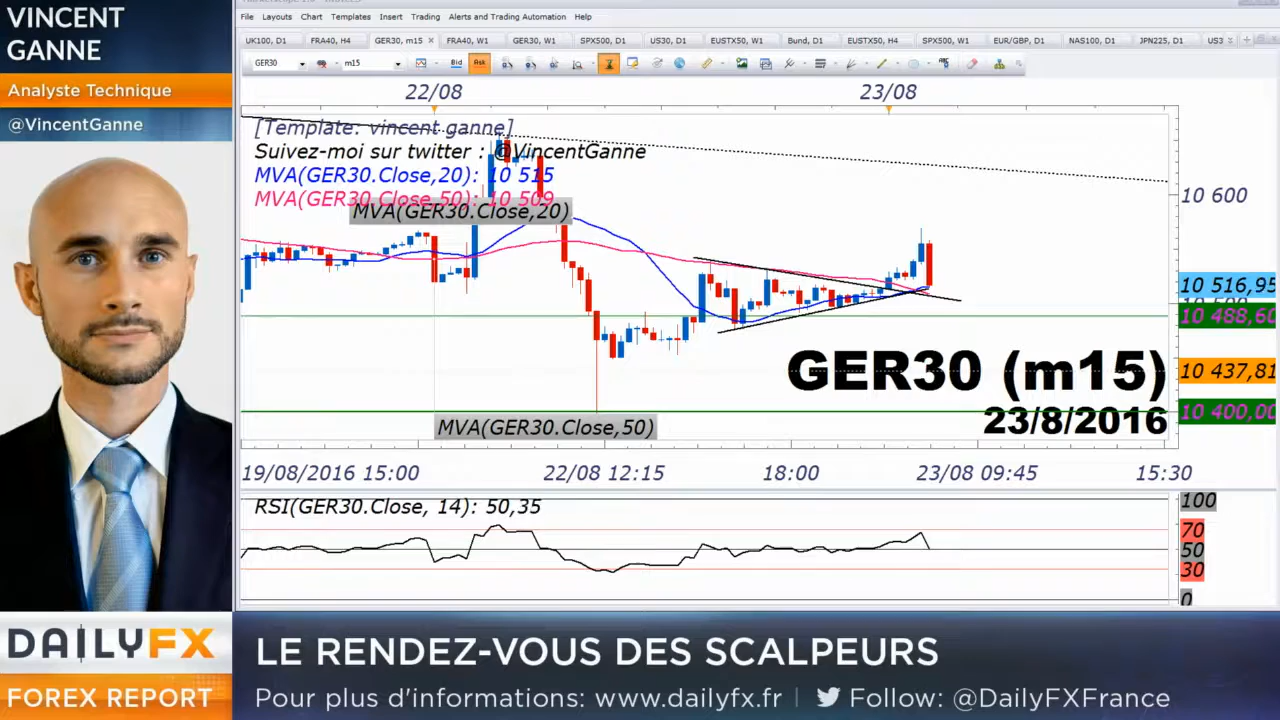 VINCENT
GANNE
Analyste Technique
@VincentGanne
File Layouts Chart Templates Insert Trading Alerts and Trading Automation Help
UK100, D1 FRA40, H4 GER30, m15 × FRA40, W1 GER30, W1 SPX500, D1 US30, D1 EUSTX50, W1 Bund, D1 EUSTX50, H4 SPX500, W1 EUR/GBP, D1 NAS100, D1 JPN225, D1 US3
GER30 m15 Bid Ask
22/08 23/08
[Template: vincent ganne]
Suivez-moi sur twitter : @VincentGanne
MVA(GER30.Close,20): 10 515
MVA(GER30.Close,50): 10 509
MVA(GER30.Close,20)
10 600
10 516,95
10 500
10 488,60
GER30 (m15)
10 437,81
10 400,00
23/8/2016
MVA(GER30.Close,50)
19/08/2016 15:00 22/08 12:15 18:00 23/08 09:45 15:30
RSI(GER30.Close, 14): 50,35
100
70
50
30
0
DAILYFX
FOREX REPORT
LE RENDEZ-VOUS DES SCALPEURS
Pour plus d'informations: www.dailyfx.fr | Follow: @DailyFXFrance